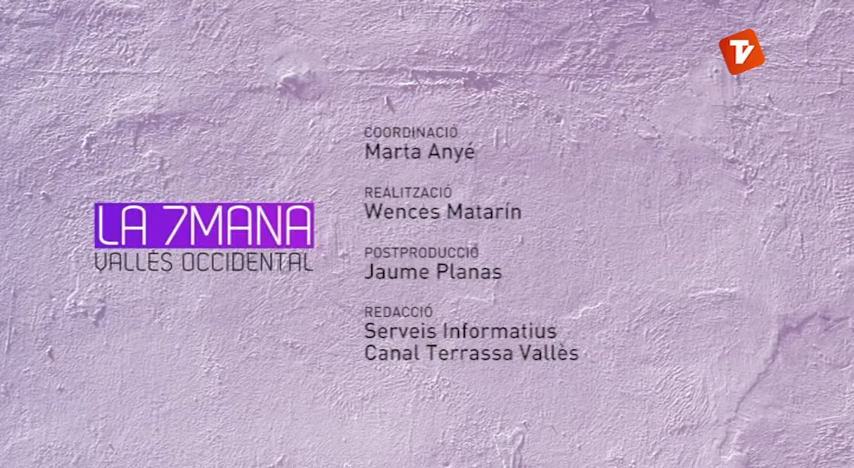 TV
LA 7MANA
VALLÈS OCCIDENTAL
COORDINACIÓ
Marta Anyé
REALITZACIÓ
Wences Matarín
POSTPRODUCCIÓ
Jaume Planas
REDACCIÓ
Serveis Informatius
Canal Terrassa Vallès